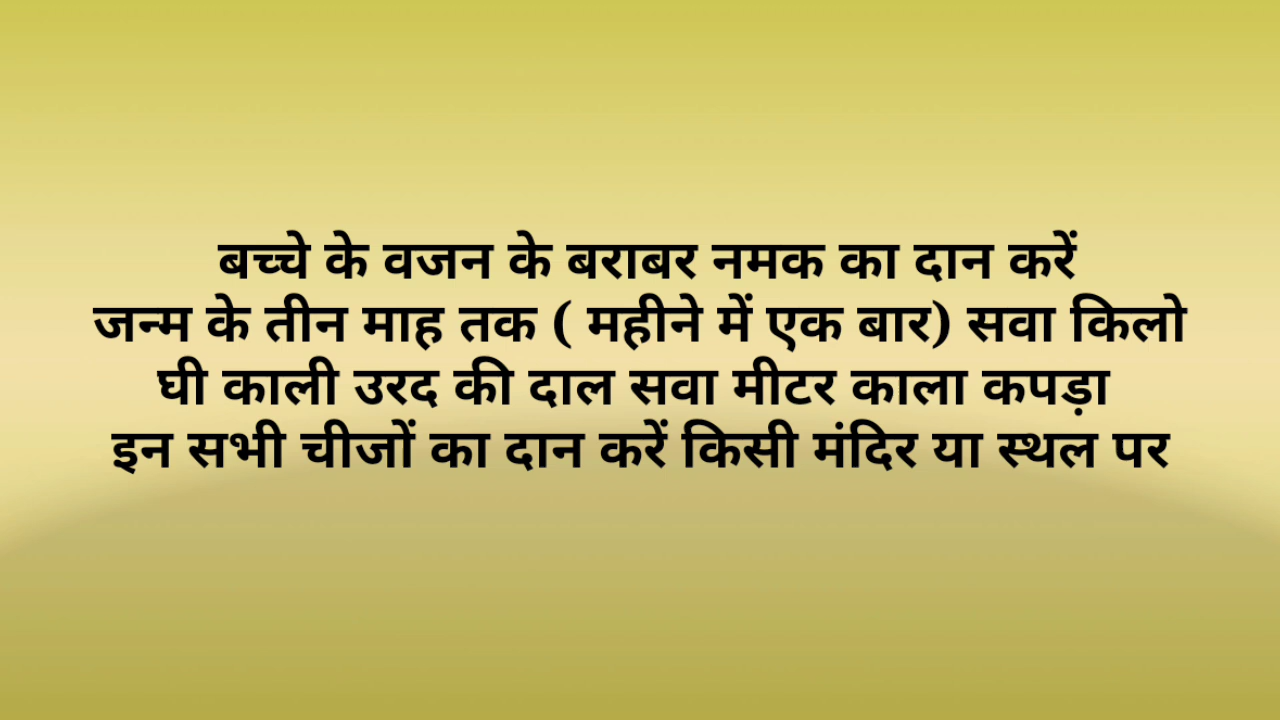 बच्चे के वजन के बराबर नमक का दान करें
जन्म के तीन माह तक ( महीने में एक बार) सवा किलो
घी काली उरद की दाल सवा मीटर काला कपड़ा
इन सभी चीजों का दान करें किसी मंदिर या स्थल पर